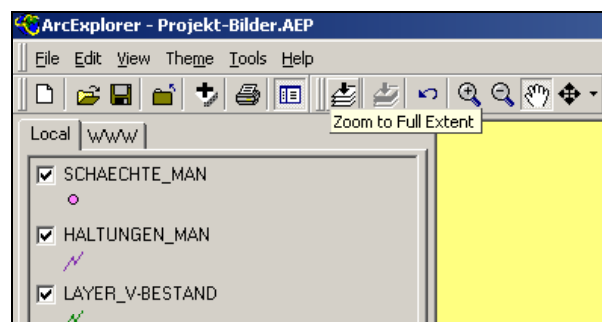 ArcExplorer - Projekt-Bilder.AEP
File Edit View Theme Tools Help
Zoom to Full Extent
Local WWW
SCHAECHTE_MAN
HALTUNGEN_MAN
LAYER_V-BESTAND